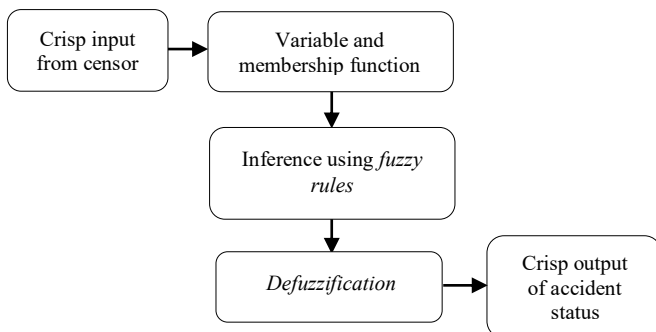 Crisp input
from censor
Variable and
membership function
Inference using fuzzy
rules
Defuzzification
Crisp output
of accident
status